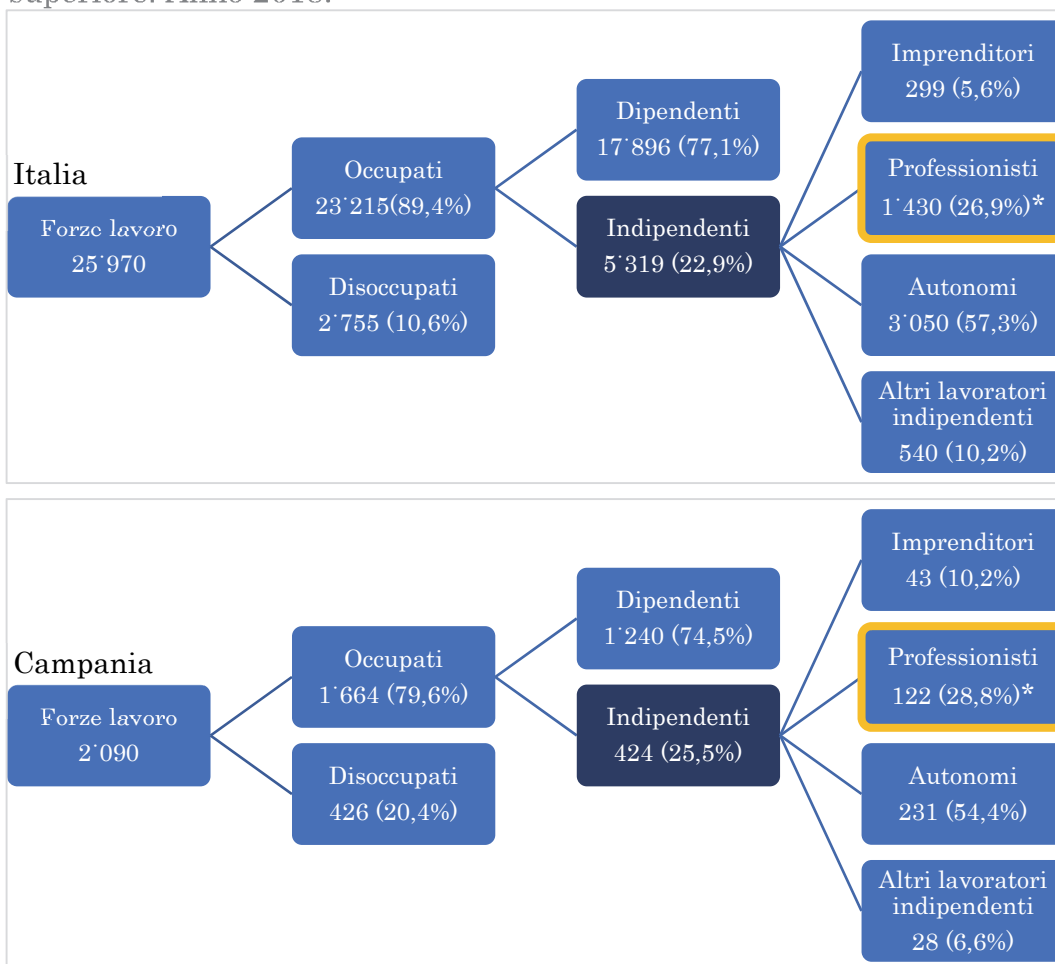 superiore. Anno 2018.
Italia
Forze lavoro
25˙970
Occupati
23˙215(89,4%)
Disoccupati
2˙755 (10,6%)
Dipendenti
17˙896 (77,1%)
Indipendenti
5˙319 (22,9%)
Imprenditori
299 (5,6%)
Professionisti
1˙430 (26,9%)*
Autonomi
3˙050 (57,3%)
Altri lavoratori
indipendenti
540 (10,2%)
Campania
Forze lavoro
2˙090
Occupati
1˙664 (79,6%)
Disoccupati
426 (20,4%)
Dipendenti
1˙240 (74,5%)
Indipendenti
424 (25,5%)
Imprenditori
43 (10,2%)
Professionisti
122 (28,8%)*
Autonomi
231 (54,4%)
Altri lavoratori
indipendenti
28 (6,6%)